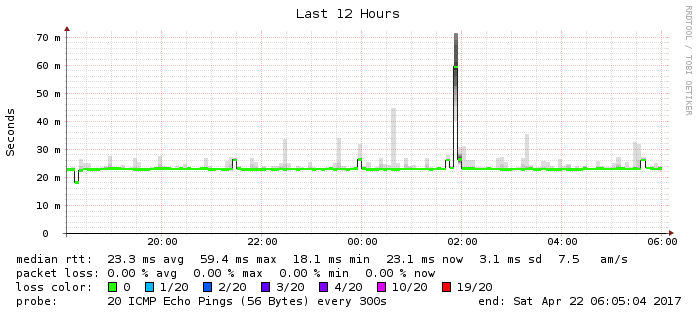 Last 12 Hours
RRDTOOL / TOBI OETIKER
Seconds
70 m
60 m
50 m
40 m
30 m
20 m
10 m
0
20:00 22:00 00:00 02:00 04:00 06:00
median rtt: 23.3 ms avg 59.4 ms max 18.1 ms min 23.1 ms now 3.1 ms sd 7.5 am/s
packet loss: 0.00 % avg 0.00 % max 0.00 % min 0.00 % now
loss color: 0 1/20 2/20 3/20 4/20 10/20 19/20
probe: 20 ICMP Echo Pings (56 Bytes) every 300s end: Sat Apr 22 06:05:04 2017